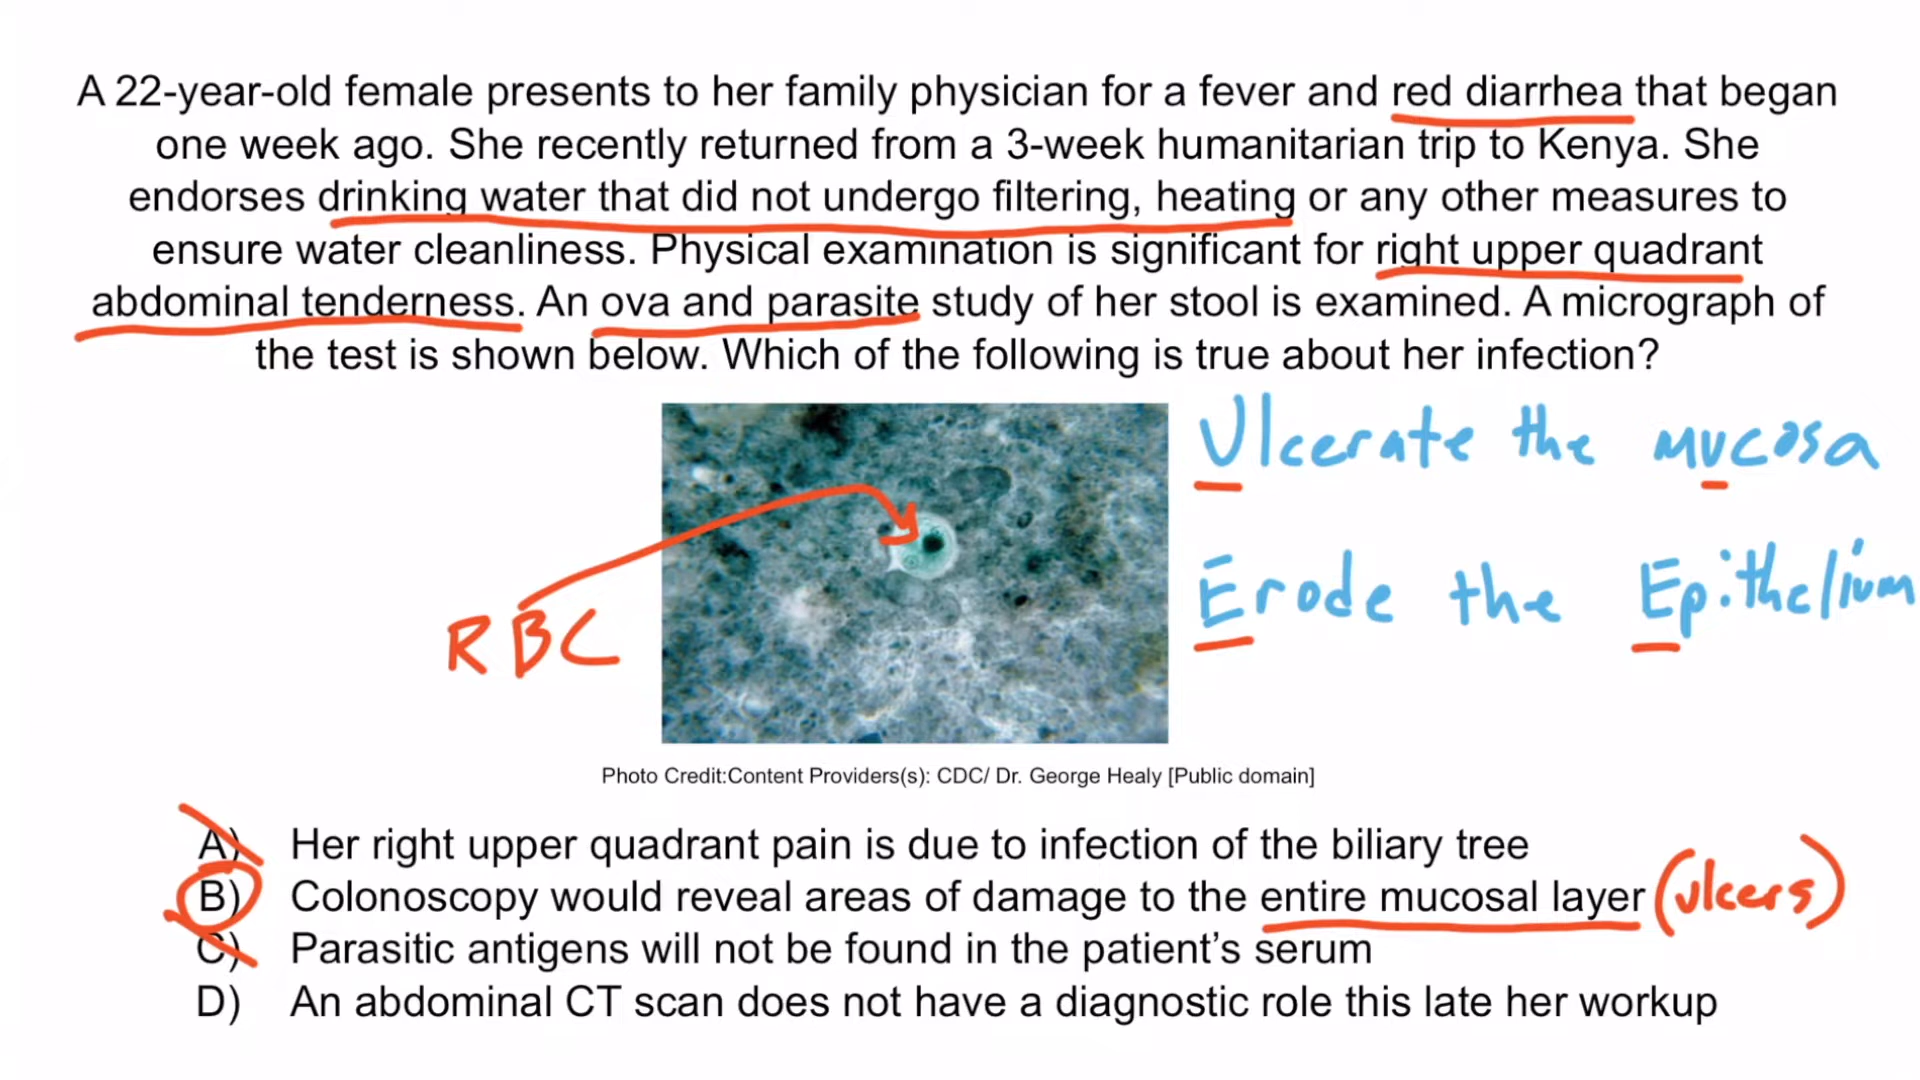 A 22-year-old female presents to her family physician for a fever and red diarrhea that began
one week ago. She recently returned from a 3-week humanitarian trip to Kenya. She
endorses drinking water that did not undergo filtering, heating or any other measures to
ensure water cleanliness. Physical examination is significant for right upper quadrant
abdominal tenderness. An ova and parasite study of her stool is examined. A micrograph of
the test is shown below. Which of the following is true about her infection?
Ulcerate the mucosa
Erode the Epithelium
RBC
Photo Credit:Content Providers(s): CDC/ Dr. George Healy [Public domain]
A) Her right upper quadrant pain is due to infection of the biliary tree
B) Colonoscopy would reveal areas of damage to the entire mucosal layer (ulcers)
C) Parasitic antigens will not be found in the patient’s serum
D) An abdominal CT scan does not have a diagnostic role this late her workup